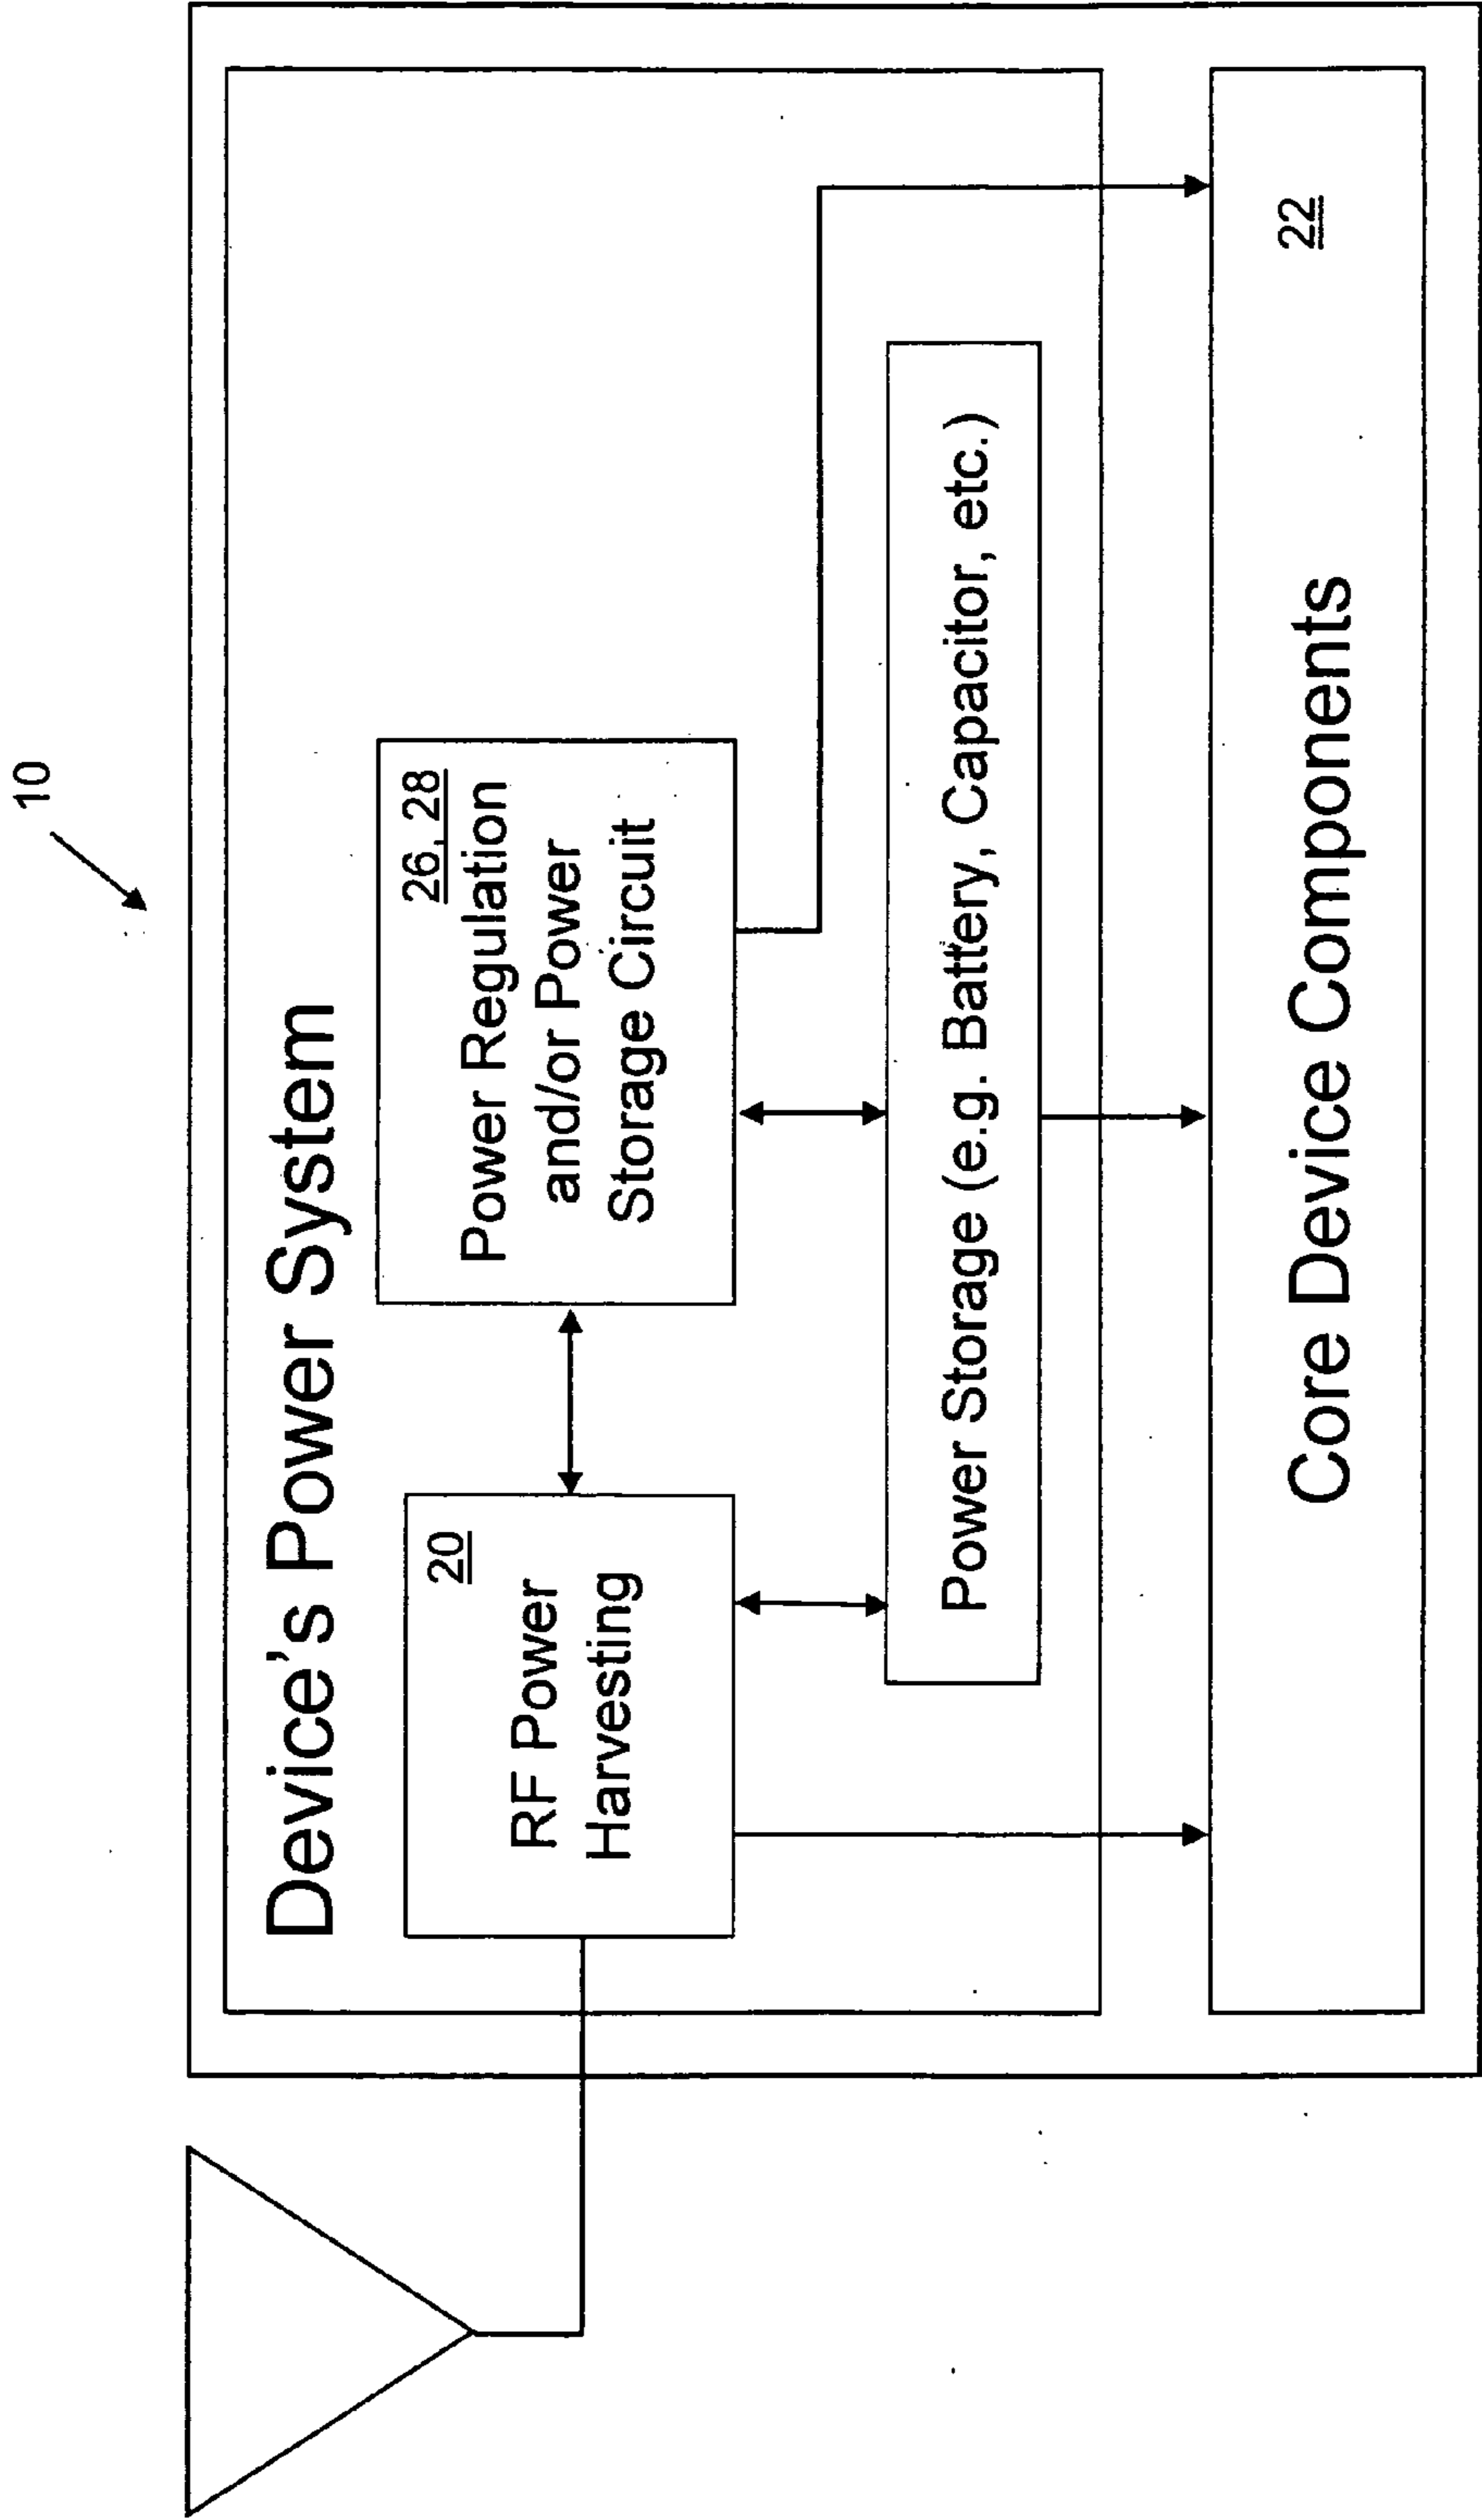 10
Device's Power System
20
RF Power
Harvesting
26, 28
Power Regulation
and/or Power
Storage Circuit
Power Storage (e.g. Battery, Capacitor, etc.)
22
Core Device Components